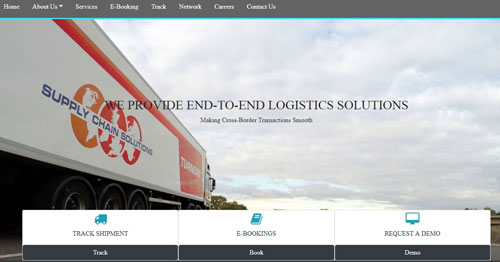 Home About Us Services E-Booking Track Network Careers Contact Us
WE PROVIDE END-TO-END LOGISTICS SOLUTIONS
Making Cross-Border Transactions Smooth
SUPPLY CHAIN SOLUTIONS
TURNERS
TRACK SHIPMENT E-BOOKINGS REQUEST A DEMO
Track Book Demo